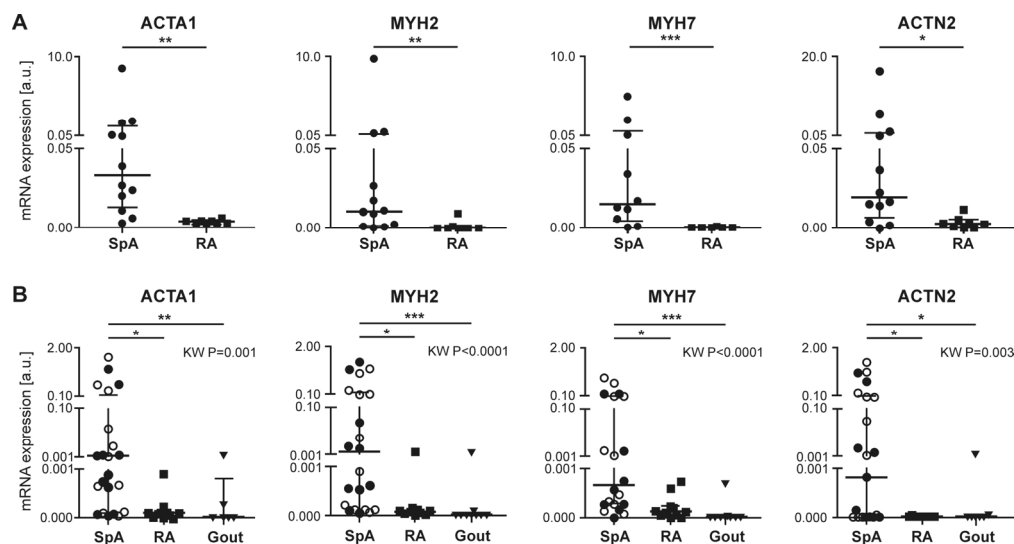 A
ACTA1 MYH2 MYH7 ACTN2
** ** *** *
mRNA expression [a.u.]
10.0 10.0 10.0 20.0
0.05 0.05 0.05 0.05
0.05 0.05 0.05 0.05
0.00 0.00 0.00 0.00
SpA RA SpA RA SpA RA SpA RA
B
ACTA1 MYH2 MYH7 ACTN2
** *** *** *
* * * *
KW P=0.001 KW P<0.0001 KW P<0.0001 KW P=0.003
mRNA expression [a.u.]
2.00 2.00 2.00 2.00
0.10 0.10 0.10 0.10
0.10 0.10 0.10 0.10
0.001 0.001 0.001 0.001
0.001 0.001 0.001 0.001
0.000 0.000 0.000 0.000
SpA RA Gout SpA RA Gout SpA RA Gout SpA RA Gout